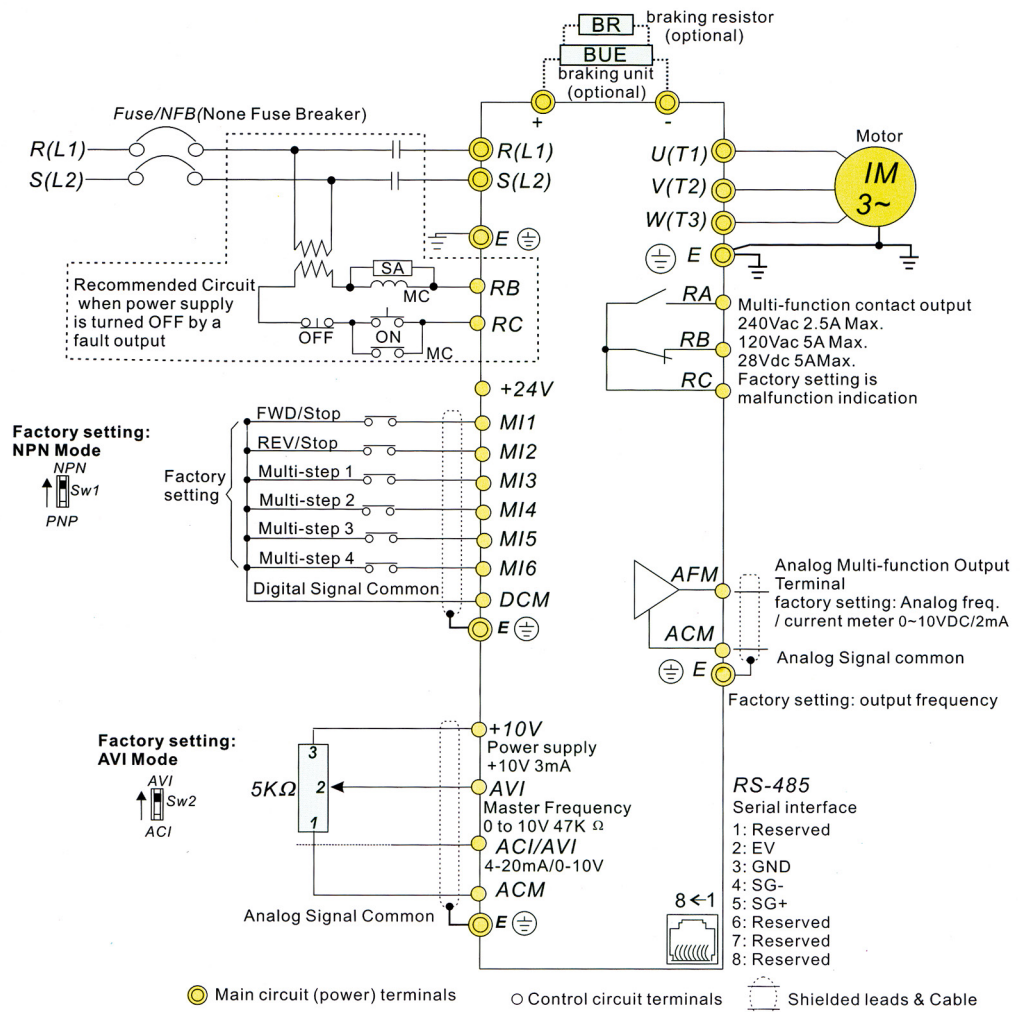 BR
braking resistor
(optional)
BUE
braking unit
(optional)
+
-
Fuse/NFB(None Fuse Breaker)
R(L1)
S(L2)
R(L1)
S(L2)
E
Recommended Circuit
when power supply
is turned OFF by a
fault output
SA
MC
OFF
ON
MC
RB
RC
U(T1)
V(T2)
W(T3)
E
Motor
IM
3~
RA
RB
RC
Multi-function contact output
240Vac 2.5A Max.
120Vac 5A Max.
28Vdc 5AMax.
Factory setting is
malfunction indication
+24V
Factory setting:
NPN Mode
NPN
Sw1
PNP
Factory
setting
FWD/Stop
MI1
REV/Stop
MI2
Multi-step 1
MI3
Multi-step 2
MI4
Multi-step 3
MI5
Multi-step 4
MI6
Digital Signal Common
DCM
E
AFM
ACM
E
Analog Multi-function Output
Terminal
factory setting: Analog freq.
/ current meter 0~10VDC/2mA
Analog Signal common
Factory setting: output frequency
Factory setting:
AVI Mode
AVI
Sw2
ACI
5KΩ
3
2
1
+10V
Power supply
+10V 3mA
AVI
Master Frequency
0 to 10V 47K Ω
ACI/AVI
4-20mA/0-10V
ACM
Analog Signal Common
E
RS-485
Serial interface
1: Reserved
2: EV
3: GND
4: SG-
5: SG+
6: Reserved
7: Reserved
8: Reserved
8←1
Main circuit (power) terminals
Control circuit terminals
Shielded leads & Cable